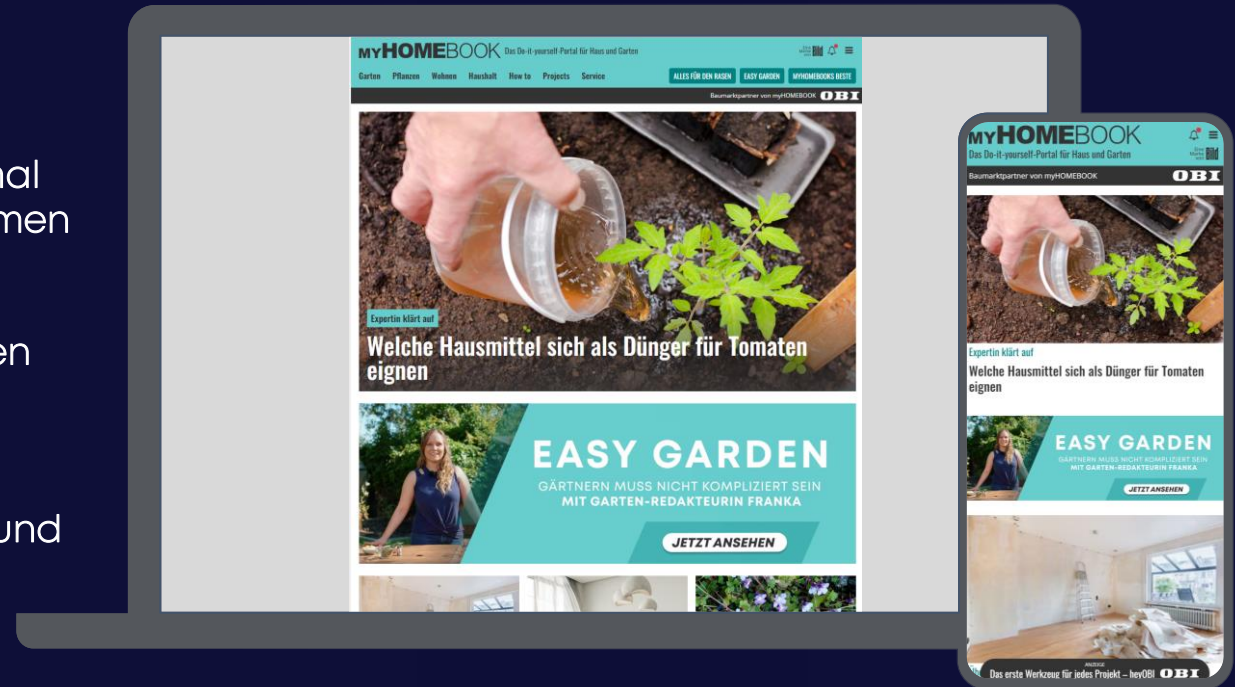 nal
men
en
und
MYHOMEBOOK Das Do-it-yourself-Portal für Haus und Garten
Bild
Garten Pflanzen Wohnen Haushalt How to Projects Service ALLES FÜR DEN RASEN EASY GARDEN MYHOMEBOOKS BESTE
Baumarktpartner von myHOMEBOOK OBI
Expertin klärt auf
Welche Hausmittel sich als Dünger für Tomaten
eignen
EASY GARDEN
GÄRTNERN MUSS NICHT KOMPLIZIERT SEIN
MIT GARTEN-REDAKTEURIN FRANKA
JETZT ANSEHEN
MYHOMEBOOK
Das Do-it-yourself-Portal für Haus und Garten
Eine Marke von Bild
Baumarktpartner von myHOMEBOOK OBI
Expertin klärt auf
Welche Hausmittel sich als Dünger für Tomaten
eignen
EASY GARDEN
GÄRTNERN MUSS NICHT KOMPLIZIERT SEIN
MIT GARTEN-REDAKTEURIN FRANKA
JETZT ANSEHEN
ANZEIGE
Das erste Werkzeug für jedes Projekt – heyOBI OBI